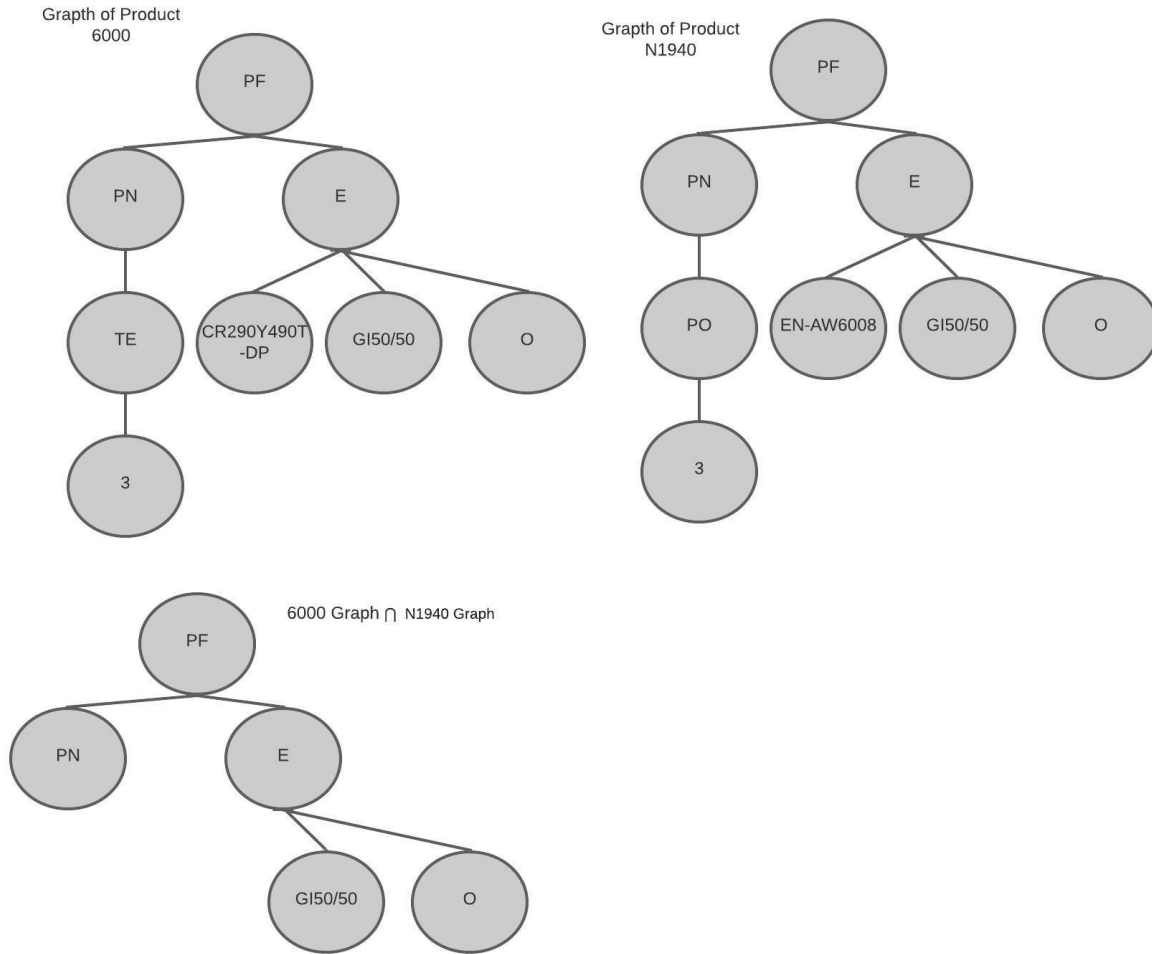 Grapth of Product
6000
PF
PN
E
TE
CR290Y490T
-DP
GI50/50
O
3
Grapth of Product
N1940
PF
PN
E
PO
EN-AW6008
GI50/50
O
3
6000 Graph ∩ N1940 Graph
PF
PN
E
GI50/50
O